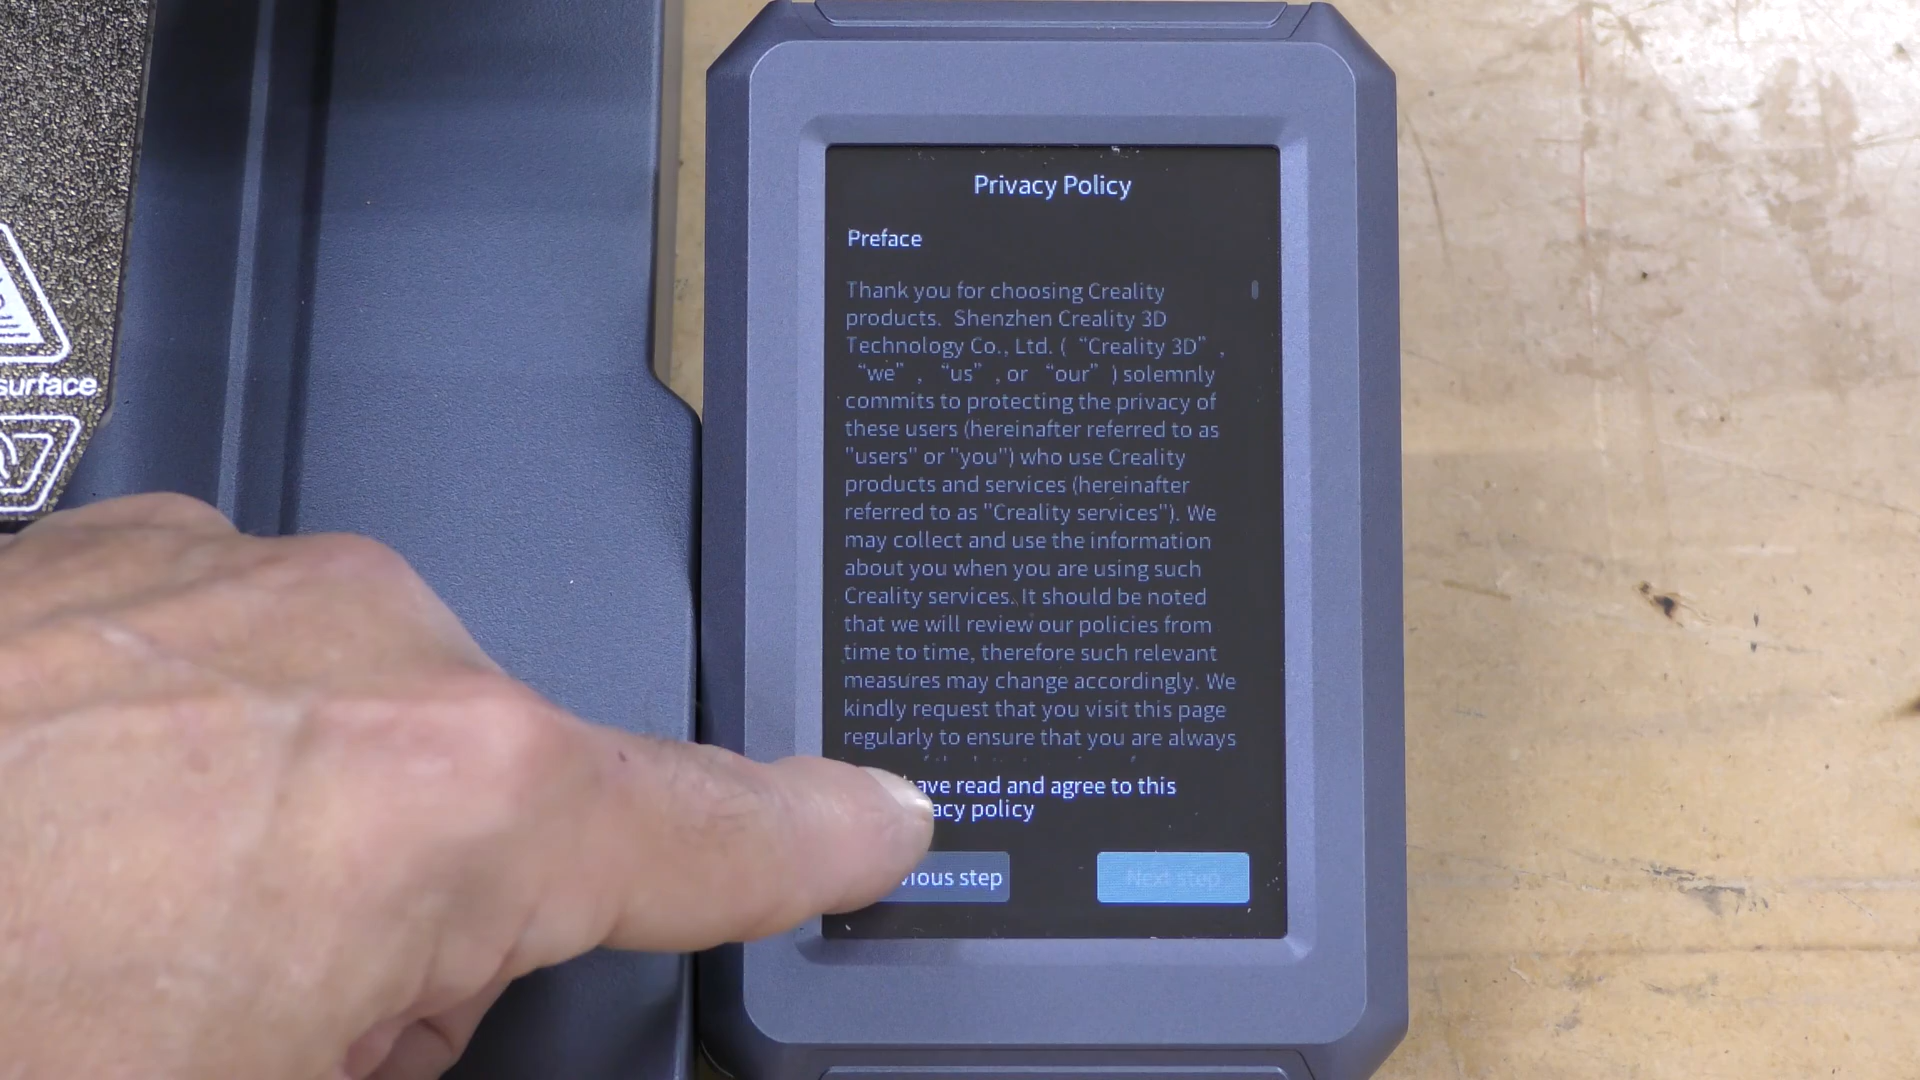 Privacy Policy
Preface
Thank you for choosing Creality
products. Shenzhen Creality 3D
Technology Co., Ltd. ( “Creality 3D” ,
“we” , “us” , or “our” ) solemnly
commits to protecting the privacy of
these users (hereinafter referred to as
"users" or "you") who use Creality
products and services (hereinafter
referred to as "Creality services"). We
may collect and use the information
about you when you are using such
Creality services. It should be noted
that we will review our policies from
time to time, therefore such relevant
measures may change accordingly. We
kindly request that you visit this page
regularly to ensure that you are always
ave read and agree to this
acy policy
vious step
Next step
surface